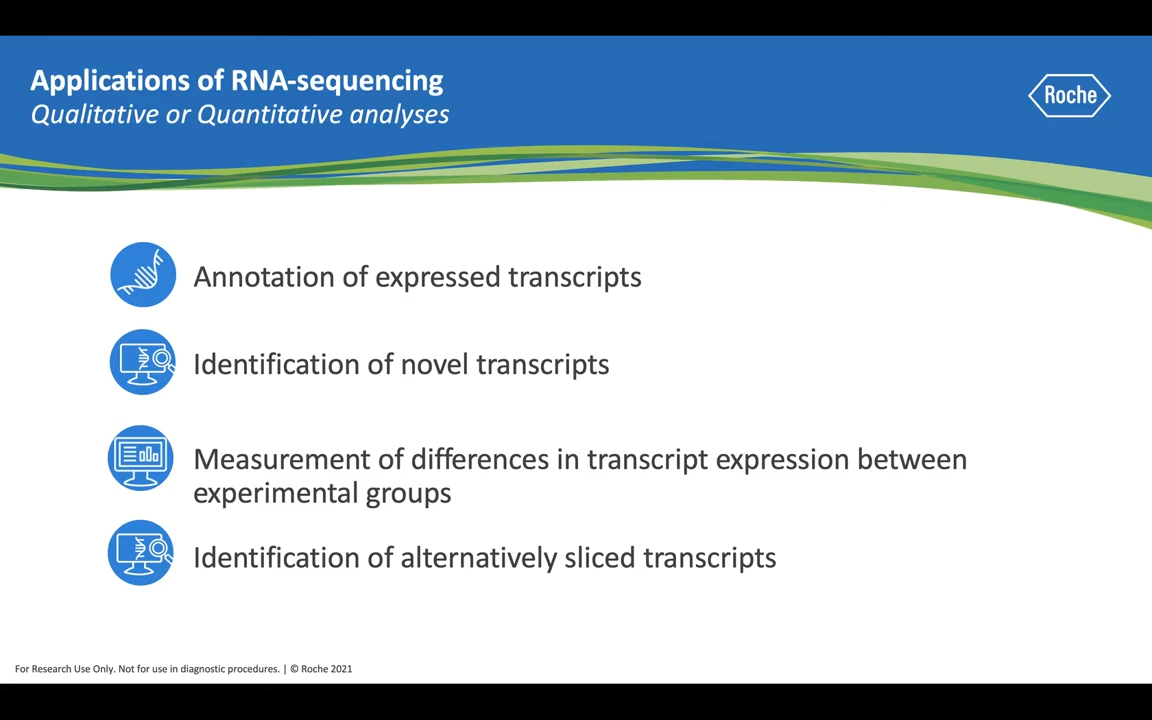 Applications of RNA-sequencing
Qualitative or Quantitative analyses
Roche
Annotation of expressed transcripts
Identification of novel transcripts
Measurement of differences in transcript expression between
experimental groups
Identification of alternatively sliced transcripts
For Research Use Only. Not for use in diagnostic procedures. | © Roche 2021